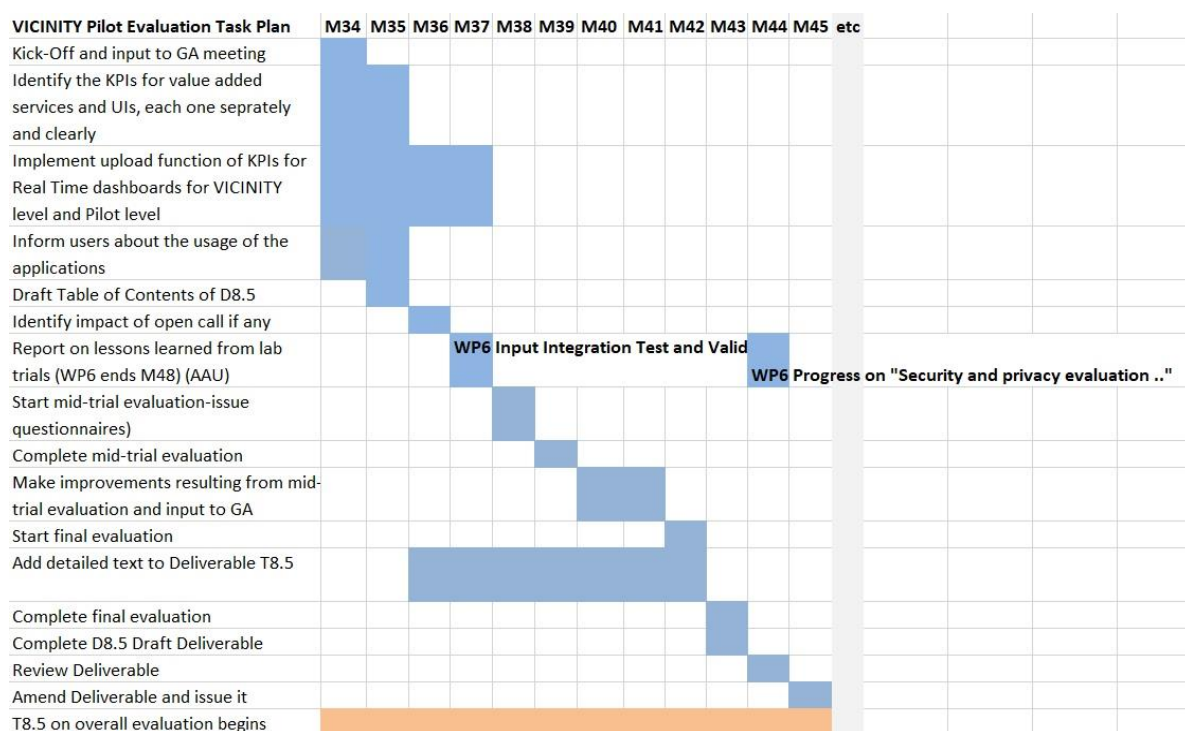 VICINITY Pilot Evaluation Task Plan M34 M35 M36 M37 M38 M39 M40 M41 M42 M43 M44 M45 etc
Kick-Off and input to GA meeting
Identify the KPIs for value added
services and UIs, each one seprately
and clearly
Implement upload function of KPIs for
Real Time dashboards for VICINITY
level and Pilot level
Inform users about the usage of the
applications
Draft Table of Contents of D8.5
Identify impact of open call if any
Report on lessons learned from lab WP6 Input Integration Test and Valid
trials (WP6 ends M48) (AAU) WP6 Progress on "Security and privacy evaluation .."
Start mid-trial evaluation-issue
questionnaires)
Complete mid-trial evaluation
Make improvements resulting from mid-
trial evaluation and input to GA
Start final evaluation
Add detailed text to Deliverable T8.5
Complete final evaluation
Complete D8.5 Draft Deliverable
Review Deliverable
Amend Deliverable and issue it
T8.5 on overall evaluation begins